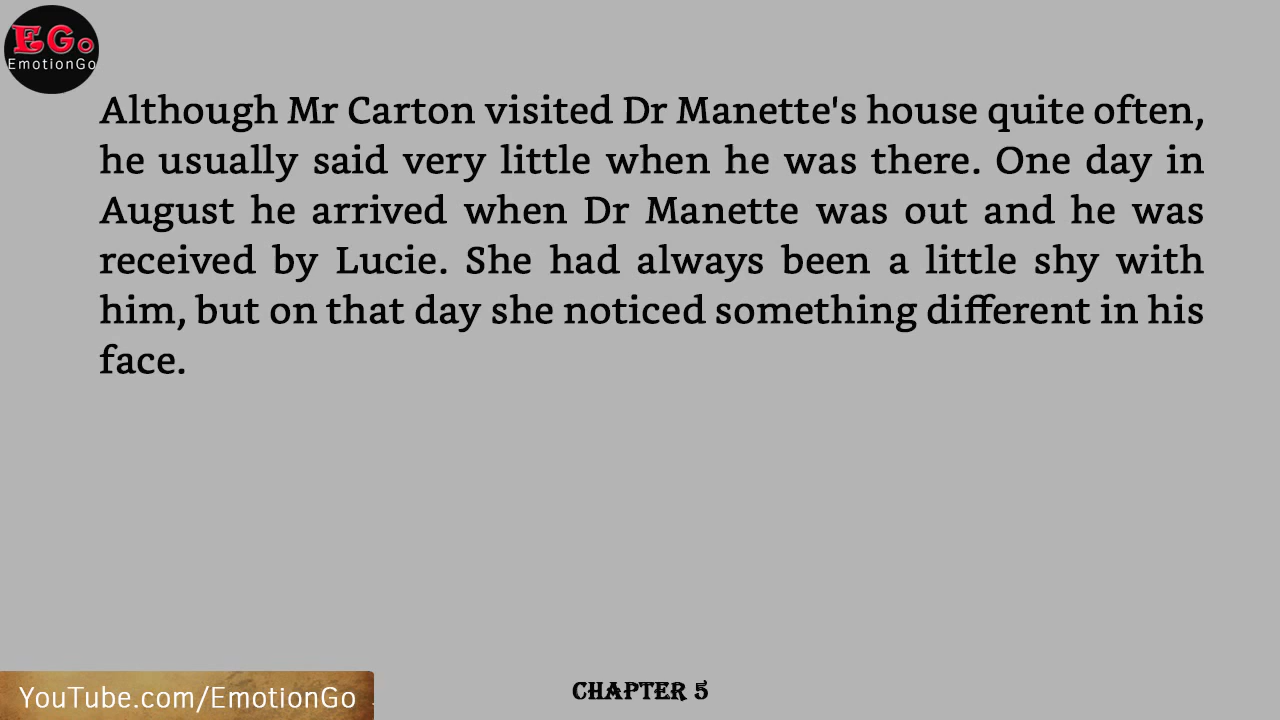 EGo
EmotionGo
Although Mr Carton visited Dr Manette's house quite often,
he usually said very little when he was there. One day in
August he arrived when Dr Manette was out and he was
received by Lucie. She had always been a little shy with
him, but on that day she noticed something different in his
face.
YouTube.com/EmotionGo
CHAPTER 5